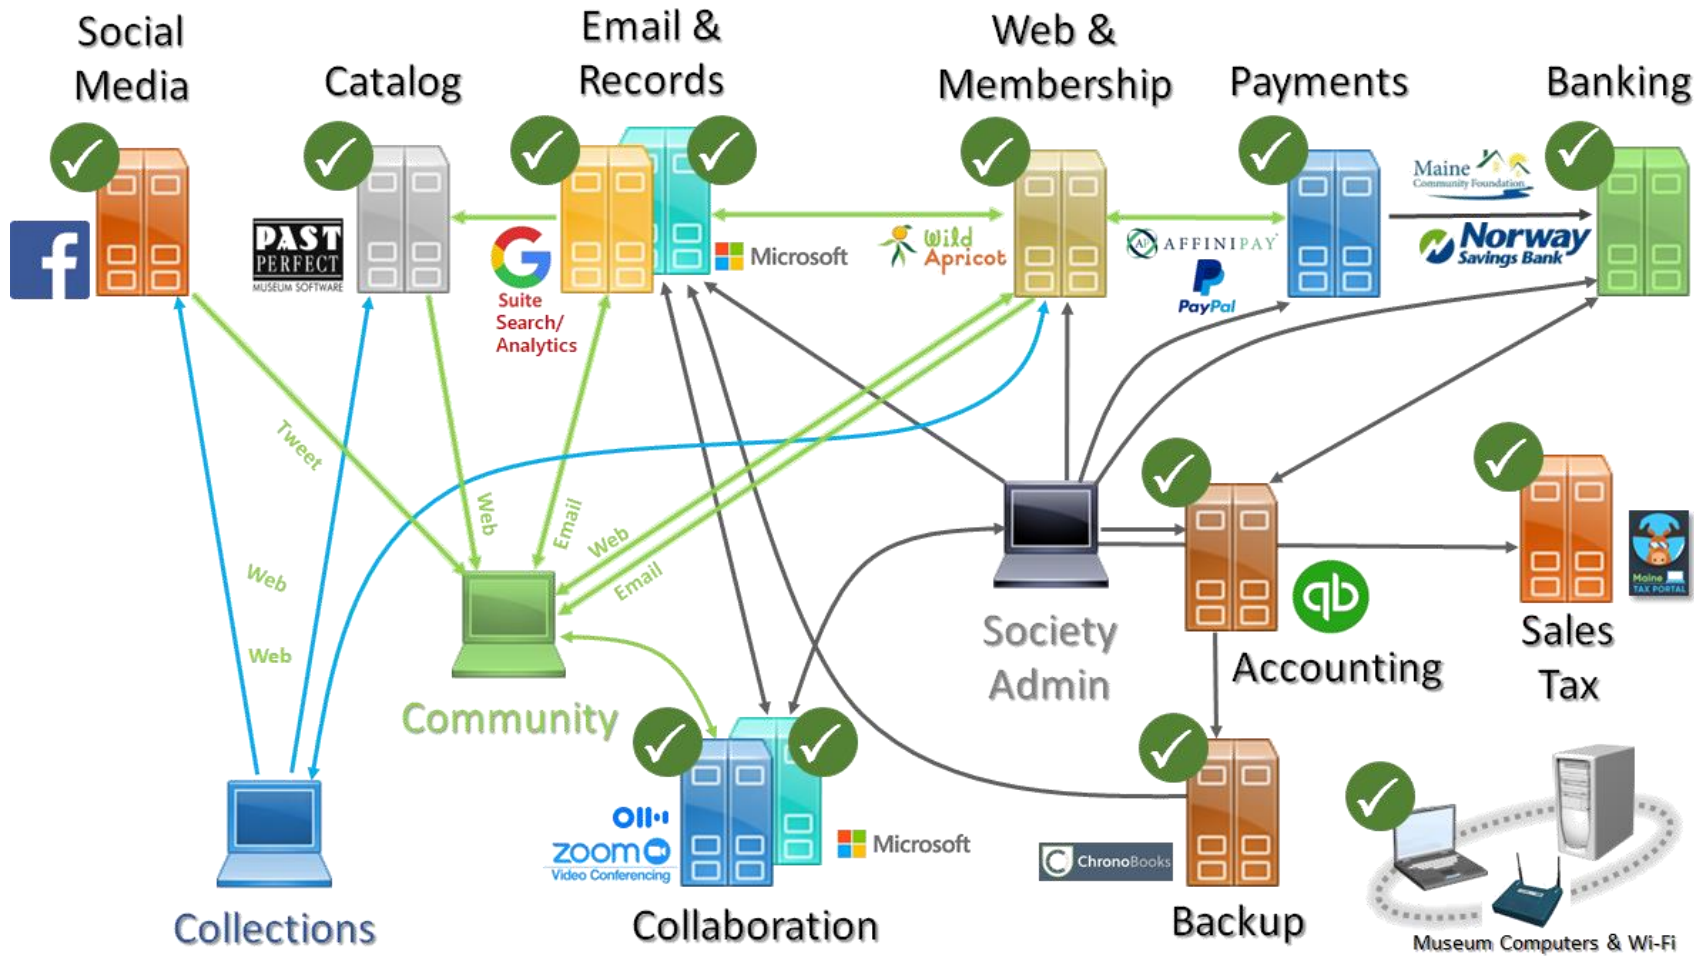 Social
Media
Catalog
Email &
Records
Web &
Membership
Payments
Banking
f
PAST
PERFECT
MUSEUM SOFTWARE
G
Suite
Search/
Analytics
Microsoft
Wild
Apricot
AP
AFFINIPAY
PayPal
Maine
Community Foundation
Norway
Savings Bank
Tweet
Web
Email
Web
Email
Web
Web
Community
Collections
Society
Admin
qb
Accounting
Maine
TAX PORTAL
Sales
Tax
zoom
Video Conferencing
Microsoft
Collaboration
C ChronoBooks
Backup
Museum Computers & Wi-Fi